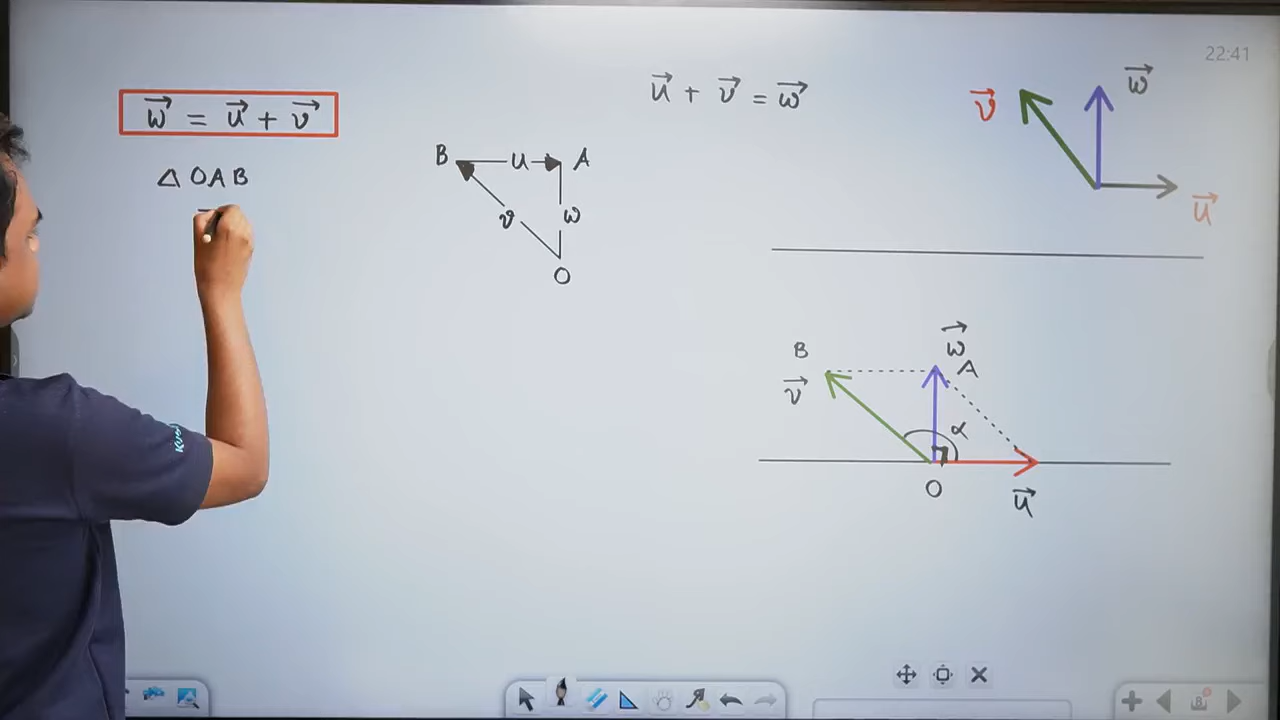 22:41
w⃗ = u⃗ + v⃗
u⃗ + v⃗ = w⃗
△ OAB
B u A
v w
O
v⃗ w⃗
u⃗
w⃗
B A
v⃗
α
O
u⃗